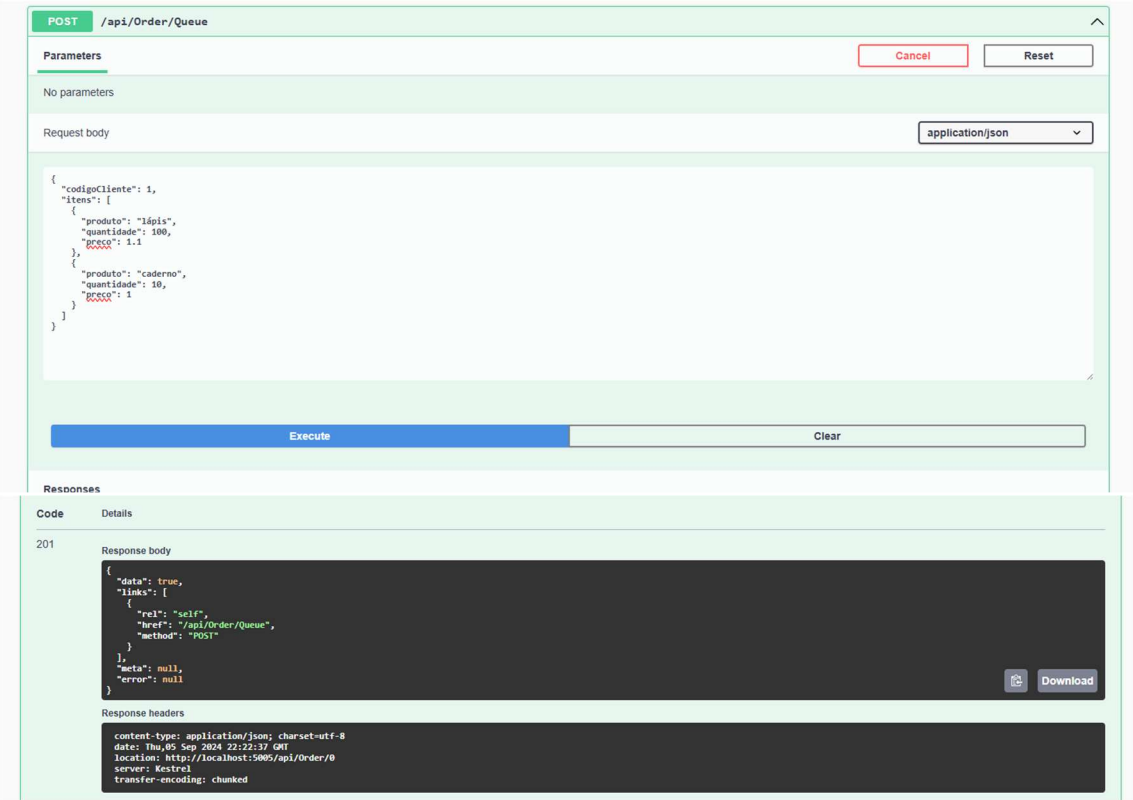 POST /api/Order/Queue
Parameters Cancel Reset
No parameters
Request body application/json
{
"codigoCliente": 1,
"itens": [
{
"produto": "lápis",
"quantidade": 100,
"preco": 1.1
},
{
"produto": "caderno",
"quantidade": 10,
"preco": 1
}
]
}
Execute Clear
Responses
Code Details
201
Response body
{
"data": true,
"links": [
{
"rel": "self",
"href": "/api/Order/Queue",
"method": "POST"
}
],
"meta": null,
"error": null
}
Download
Response headers
content-type: application/json; charset=utf-8
date: Thu,05 Sep 2024 22:22:37 GMT
location: http://localhost:5005/api/Order/0
server: Kestrel
transfer-encoding: chunked